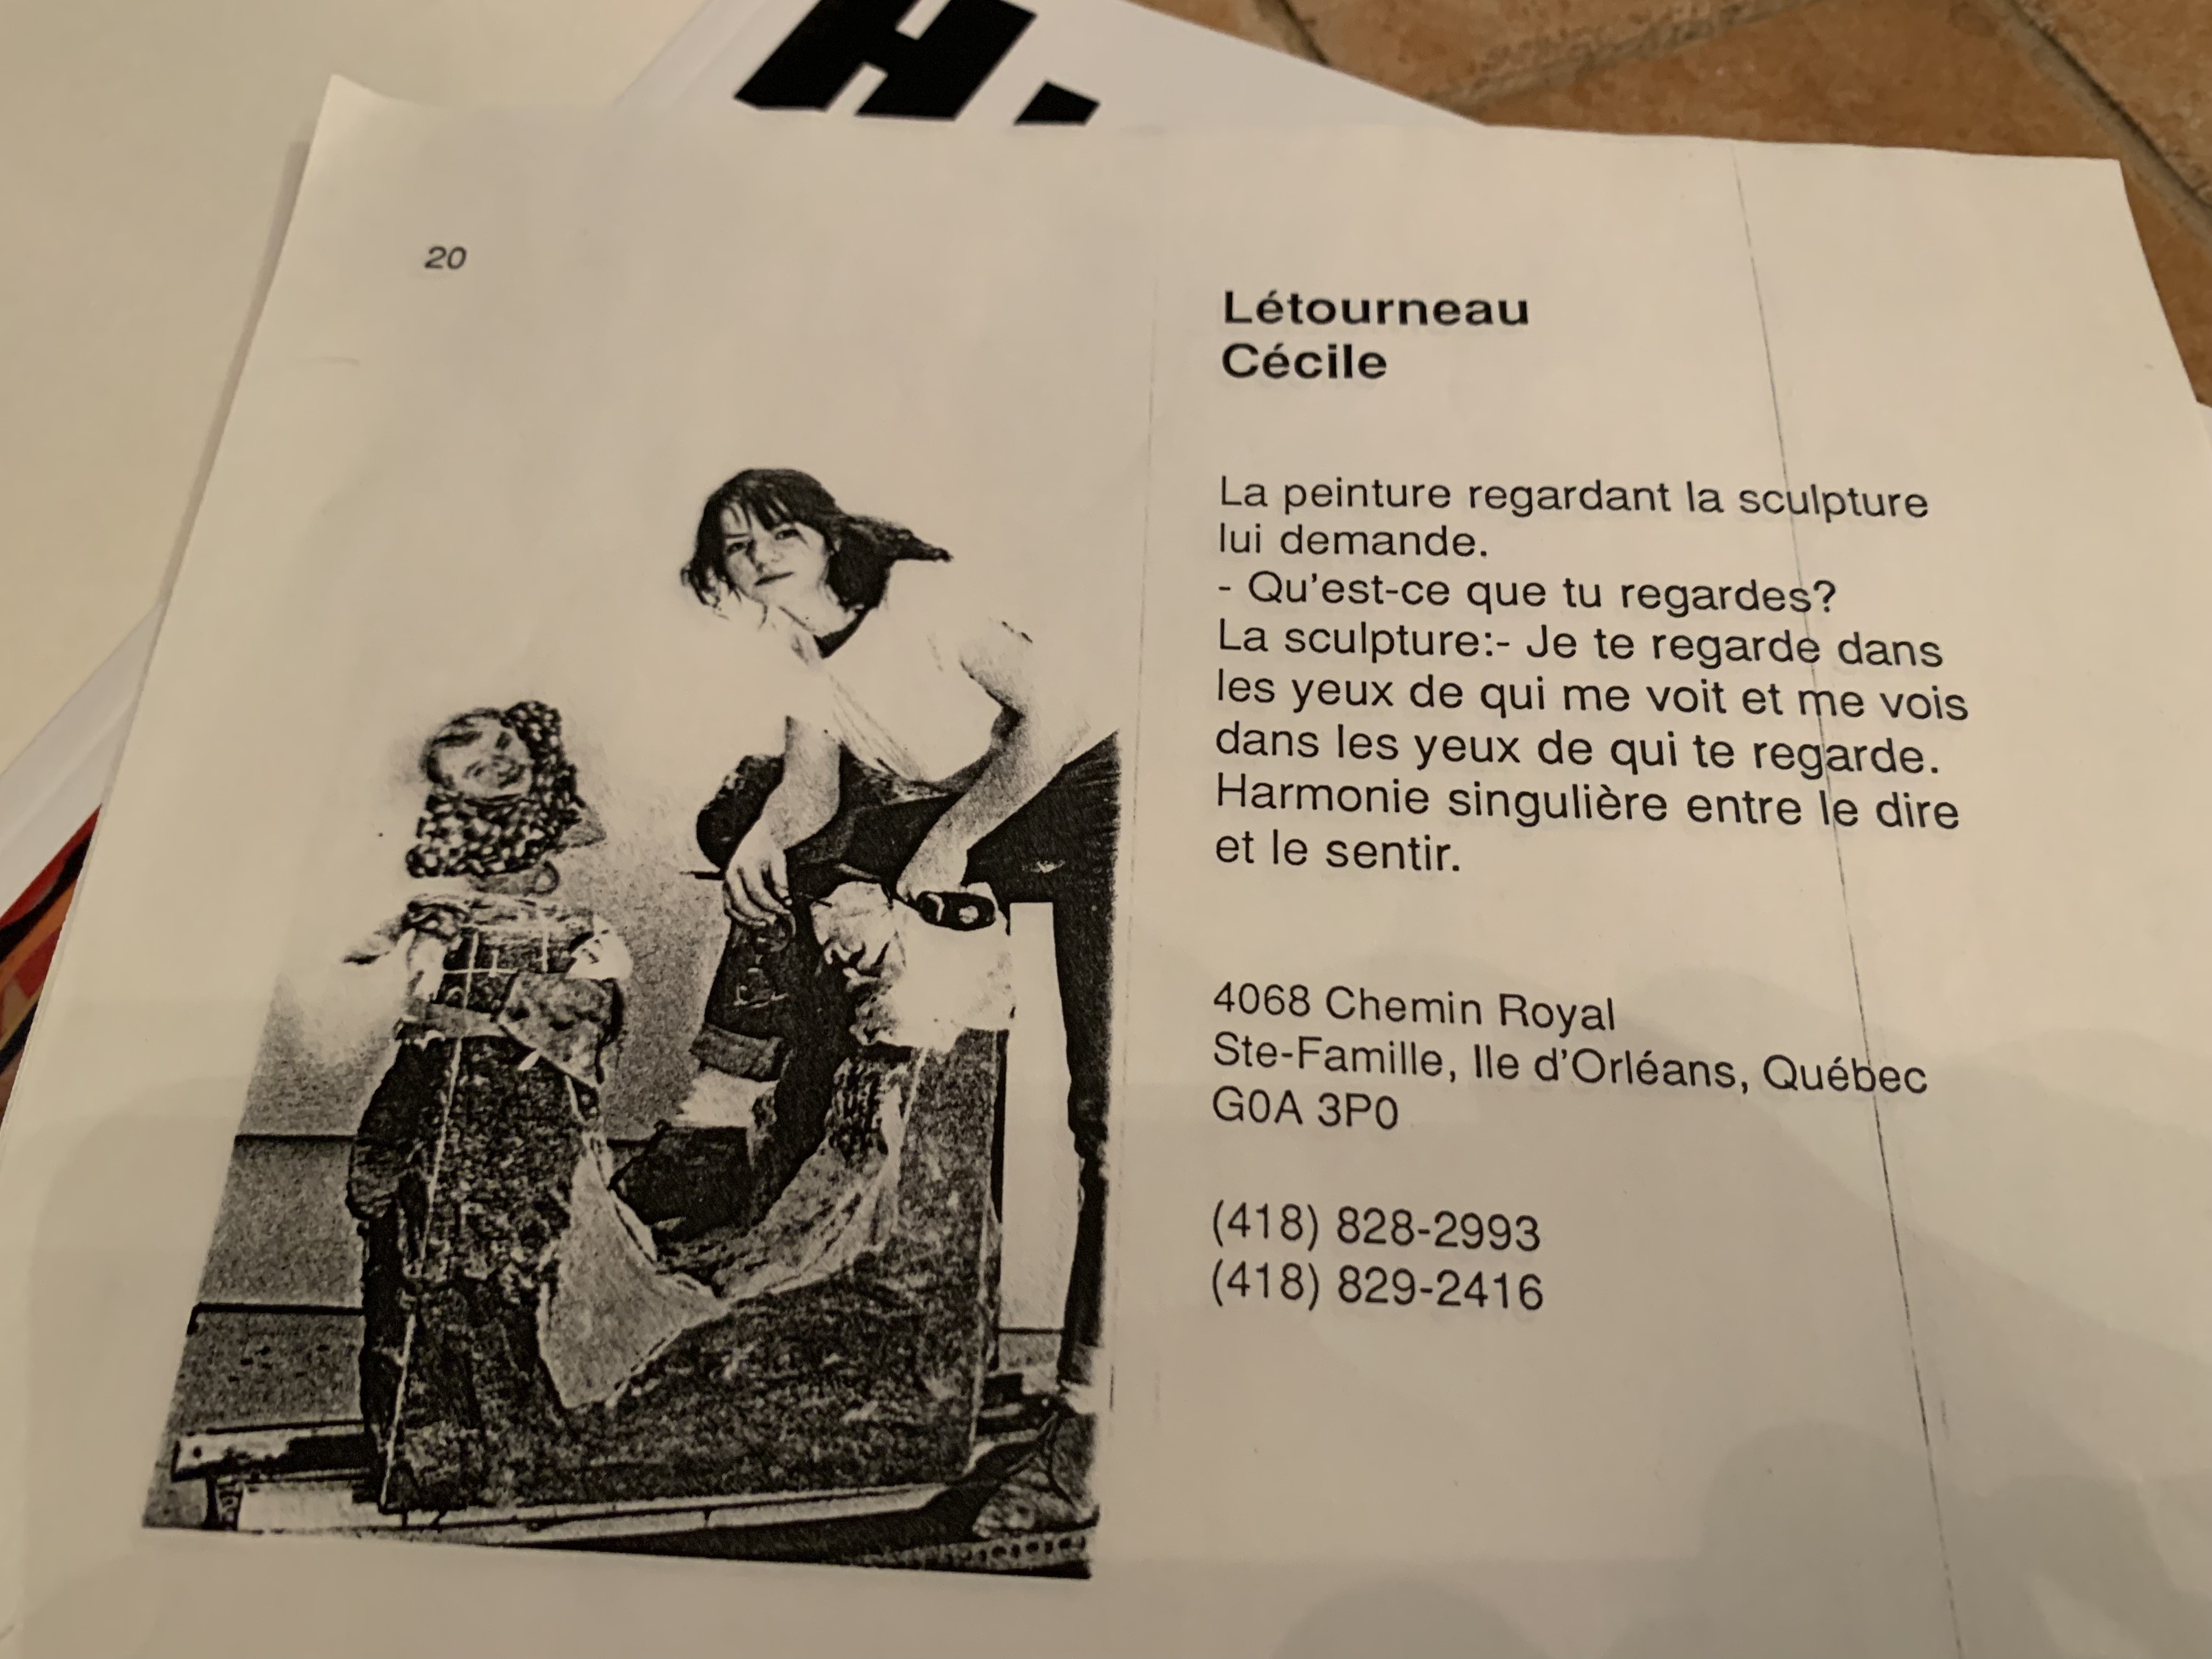 H
20
Létourneau
Cécile
La peinture regardant la sculpture
lui demande.
- Qu'est-ce que tu regardes?
La sculpture:- Je te regarde dans
les yeux de qui me voit et me vois
dans les yeux de qui te regarde.
Harmonie singulière entre le dire
et le sentir.
4068 Chemin Royal
Ste-Famille, Ile d'Orléans, Québec
G0A 3P0
(418) 828-2993
(418) 829-2416